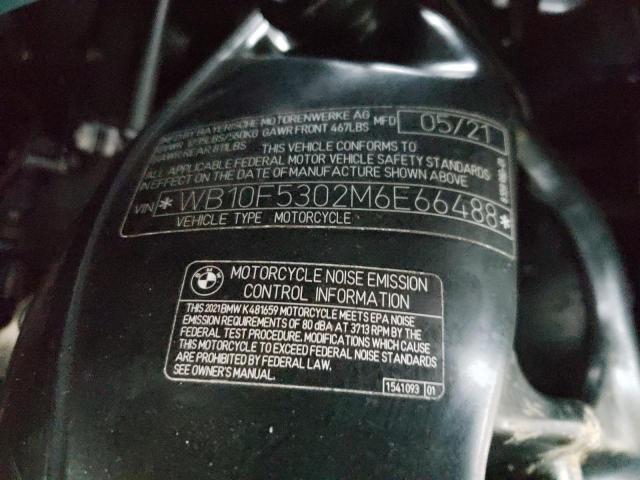 BAYERISCHE MOTORENWERKE AG MFD 05/21
GAWR FRONT 467LBS
GAWR REAR 811LBS THIS VEHICLE CONFORMS TO
ALL APPLICABLE FEDERAL MOTOR VEHICLE SAFETY STANDARDS
IN EFFECT ON THE DATE OF MANUFACTURE SHOWN ABOVE
VIN *WB10F5302M6E66488*
VEHICLE TYPE MOTORCYCLE
BMW
MOTORCYCLE NOISE EMISSION
CONTROL INFORMATION
THIS 2021 BMW K481659 MOTORCYCLE MEETS EPA NOISE
EMISSION REQUIREMENTS OF 80 dBA AT 3713 RPM BY THE
FEDERAL TEST PROCEDURE. MODIFICATIONS WHICH CAUSE
THIS MOTORCYCLE TO EXCEED FEDERAL NOISE STANDARDS
ARE PROHIBITED BY FEDERAL LAW.
SEE OWNER'S MANUAL.
1541093 01